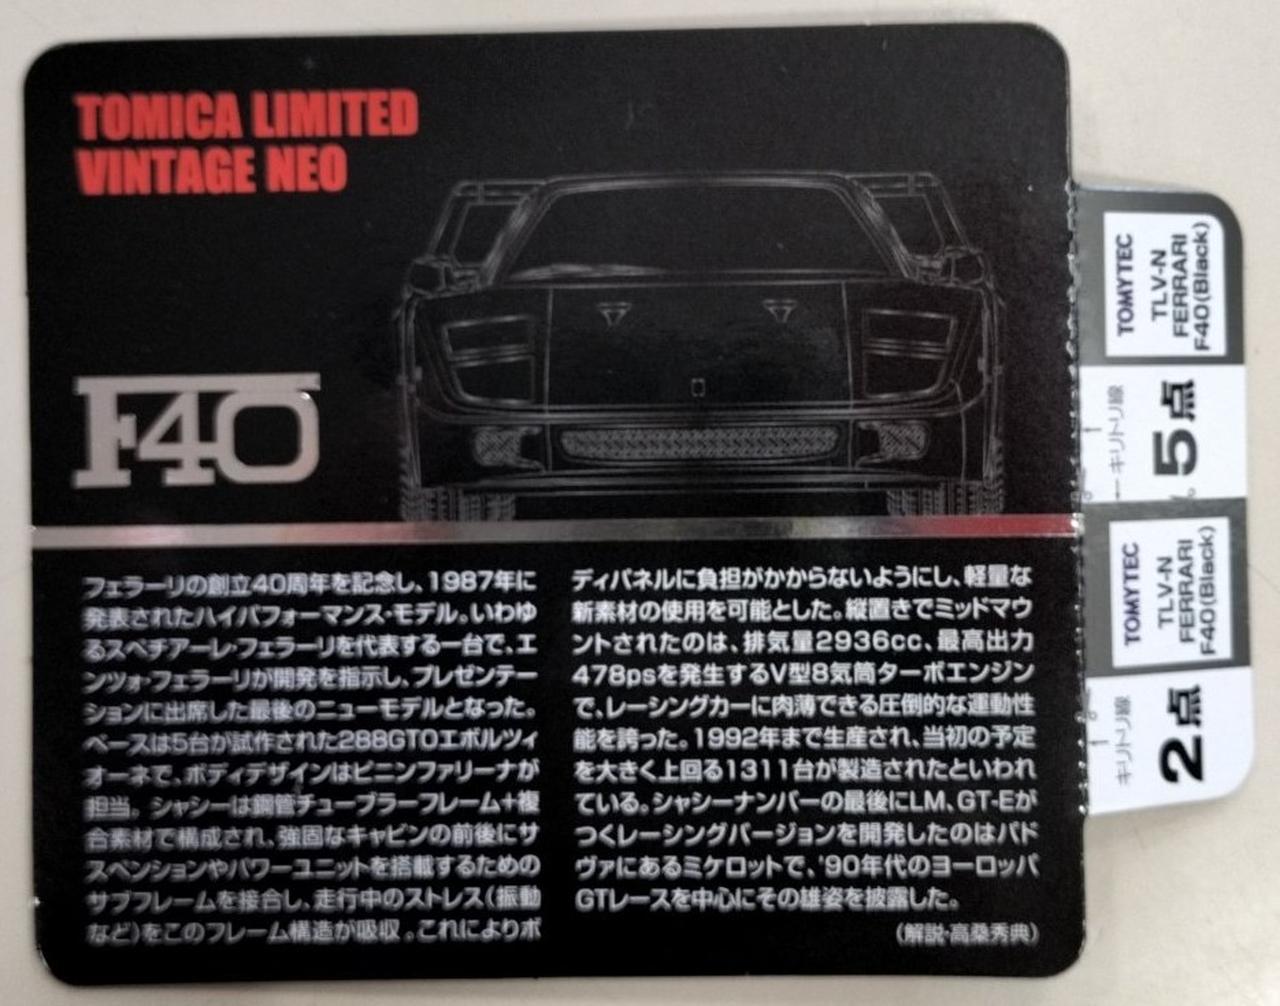 TOMICA LIMITED
VINTAGE NEO
F40
フェラーリの創立40周年を記念し、1987年に
発表されたハイパフォーマンス・モデル。いわゆ
るスペチアーレ・フェラーリを代表する一台で、エ
ンツォ・フェラーリが開発を指示し、プレゼンテー
ションに出席した最後のニューモデルとなった。
ベースは5台が試作された288GTOエボルツィ
オーネで、ボディデザインはピニンファリーナが
担当。シャシーは鋼管チューブラーフレーム+複
合素材で構成され、強固なキャビンの前後にサ
スペンションやパワーユニットを搭載するための
サブフレームを接合し、走行中のストレス(振動
など)をこのフレーム構造が吸収。これによりボ
ディパネルに負担がかからないようにし、軽量な
新素材の使用を可能とした。縦置きでミッドマウ
ントされたのは、排気量2936cc、最高出力
478psを発生するV型8気筒ターボエンジン
で、レーシングカーに肉薄できる圧倒的な運動性
能を誇った。1992年まで生産され、当初の予定
を大きく上回る1311台が製造されたといわれ
ている。シャシーナンバーの最後にLM、GT-Eが
つくレーシングバージョンを開発したのはパド
ヴァにあるミケロットで、'90年代のヨーロッパ
GTレースを中心にその雄姿を披露した。
(解説・高桑秀典)
TOMYTEC
TLV-N
FERRARI
F40(Black)
キリトリ線
5点
TOMYTEC
TLV-N
FERRARI
F40(Black)
キリトリ線
2点